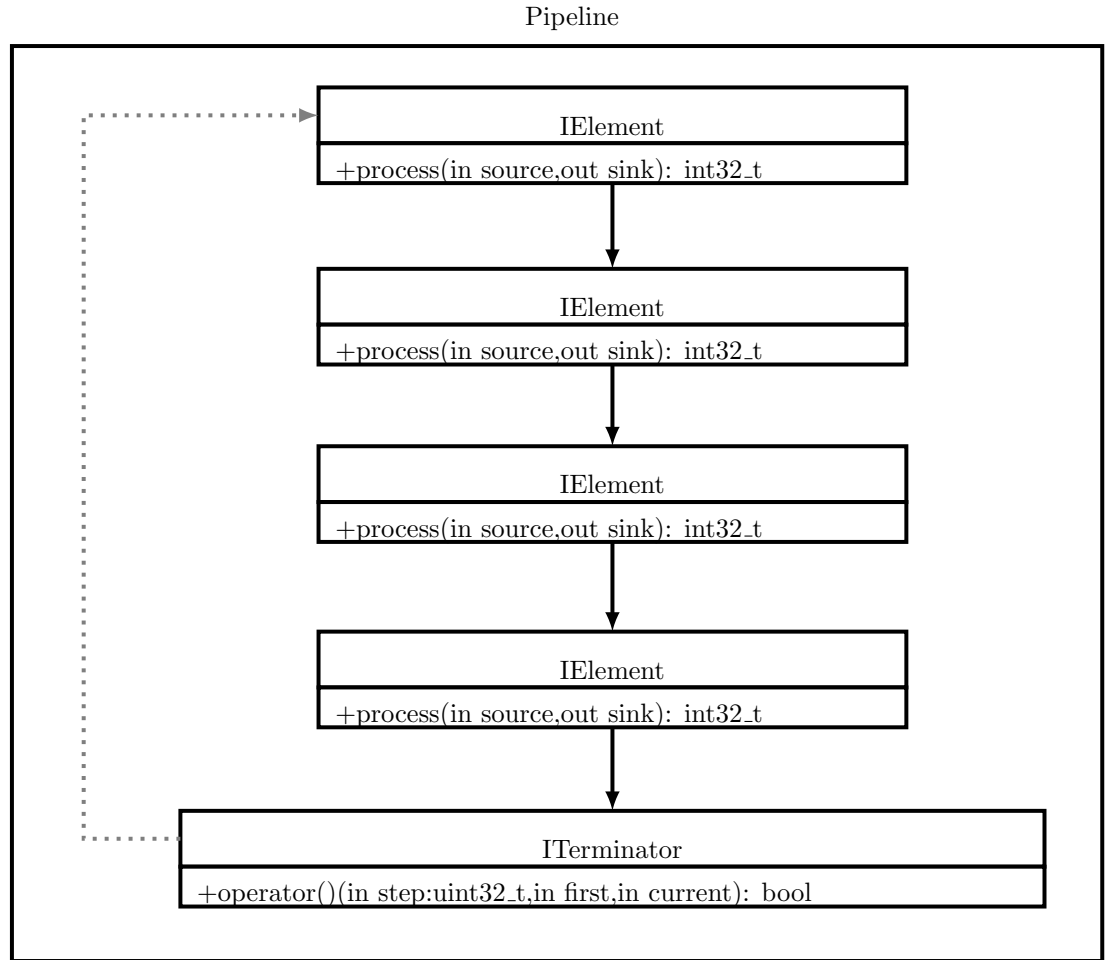 Pipeline
IElement
+process(in source,out sink): int32_t
IElement
+process(in source,out sink): int32_t
IElement
+process(in source,out sink): int32_t
IElement
+process(in source,out sink): int32_t
ITerminator
+operator()(in step:uint32_t,in first,in current): bool